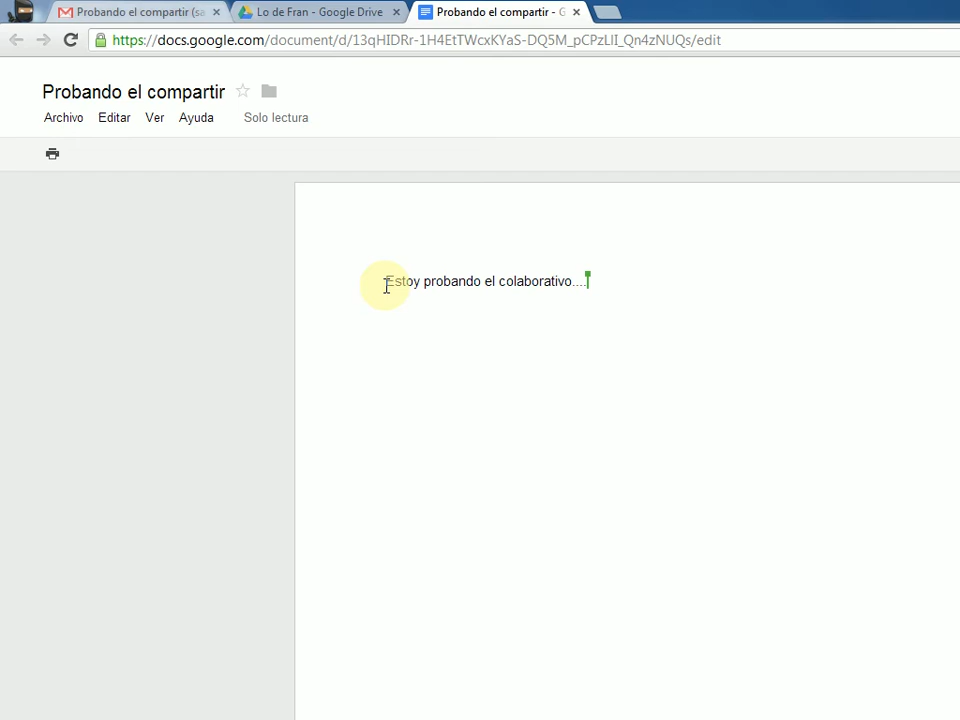 Probando el compartir (sa
Lo de Fran - Google Drive
Probando el compartir - G
https://docs.google.com/document/d/13qHIDRr-1H4EtTWcxKYaS-DQ5M_pCPzLlI_Qn4zNUQs/edit
Probando el compartir
Archivo Editar Ver Ayuda Solo lectura
Estoy probando el colaborativo....